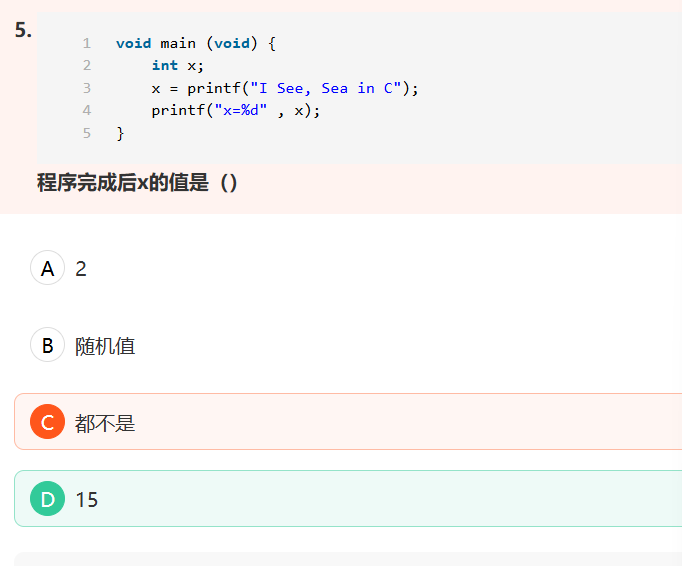 5.
1 void main (void) {
2     int x;
3     x = printf("I See, Sea in C");
4     printf("x=%d" , x);
5 }
程序完成后x的值是（）
A 2
B 随机值
C 都不是
D 15